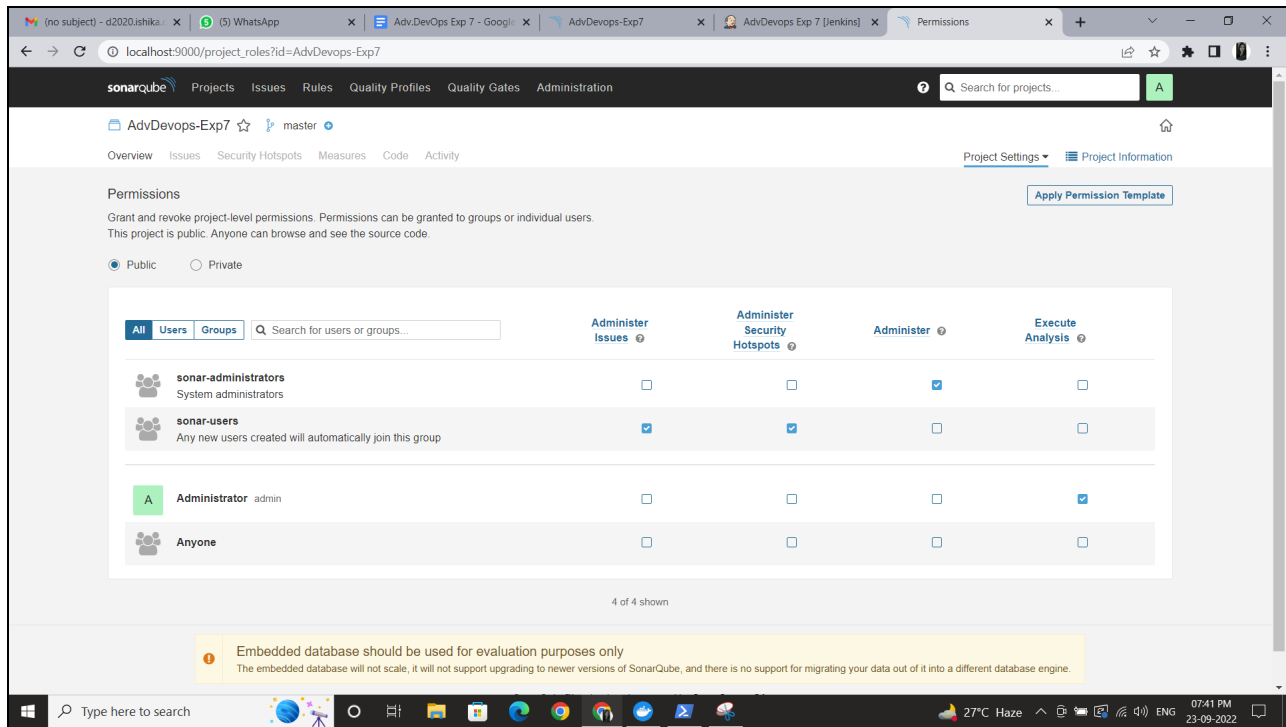 (no subject) - d2020.ishika.c
(5) WhatsApp
Adv.DevOps Exp 7 - Google
AdvDevops-Exp7
AdvDevops Exp 7 [Jenkins]
Permissions
localhost:9000/project_roles?id=AdvDevops-Exp7
sonarqube Projects Issues Rules Quality Profiles Quality Gates Administration
Search for projects...
A
AdvDevops-Exp7 master
Overview Issues Security Hotspots Measures Code Activity
Project Settings Project Information
Permissions
Apply Permission Template
Grant and revoke project-level permissions. Permissions can be granted to groups or individual users.
This project is public. Anyone can browse and see the source code.
Public Private
All Users Groups Search for users or groups...
Administer
Issues
Administer
Security
Hotspots
Administer
Execute
Analysis
sonar-administrators
System administrators
sonar-users
Any new users created will automatically join this group
A Administrator admin
Anyone
4 of 4 shown
Embedded database should be used for evaluation purposes only
The embedded database will not scale, it will not support upgrading to newer versions of SonarQube, and there is no support for migrating your data out of it into a different database engine.
Type here to search
27°C Haze
ENG
07:41 PM
23-09-2022